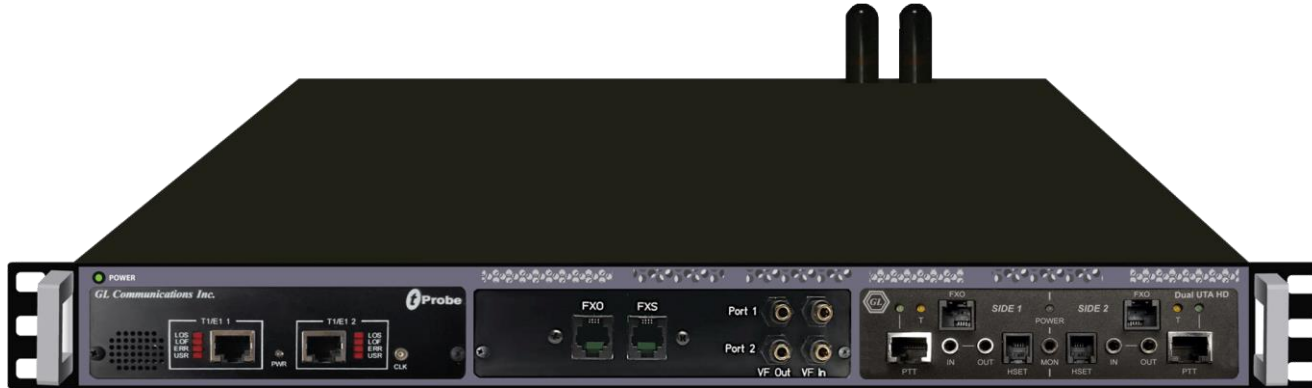 POWER
GL Communications Inc.
tProbe
T1/E1 1
LOS
LOF
ERR
USR
PWR
T1/E1 2
LOS
LOF
ERR
USR
CLK
FXO
FXS
Port 1
Port 2
VF Out
VF In
GL
T
FXO
SIDE 1
POWER
SIDE 2
FXO
Dual UTA HD
T
PTT
IN
OUT
HSET
MON
HSET
IN
OUT
PTT